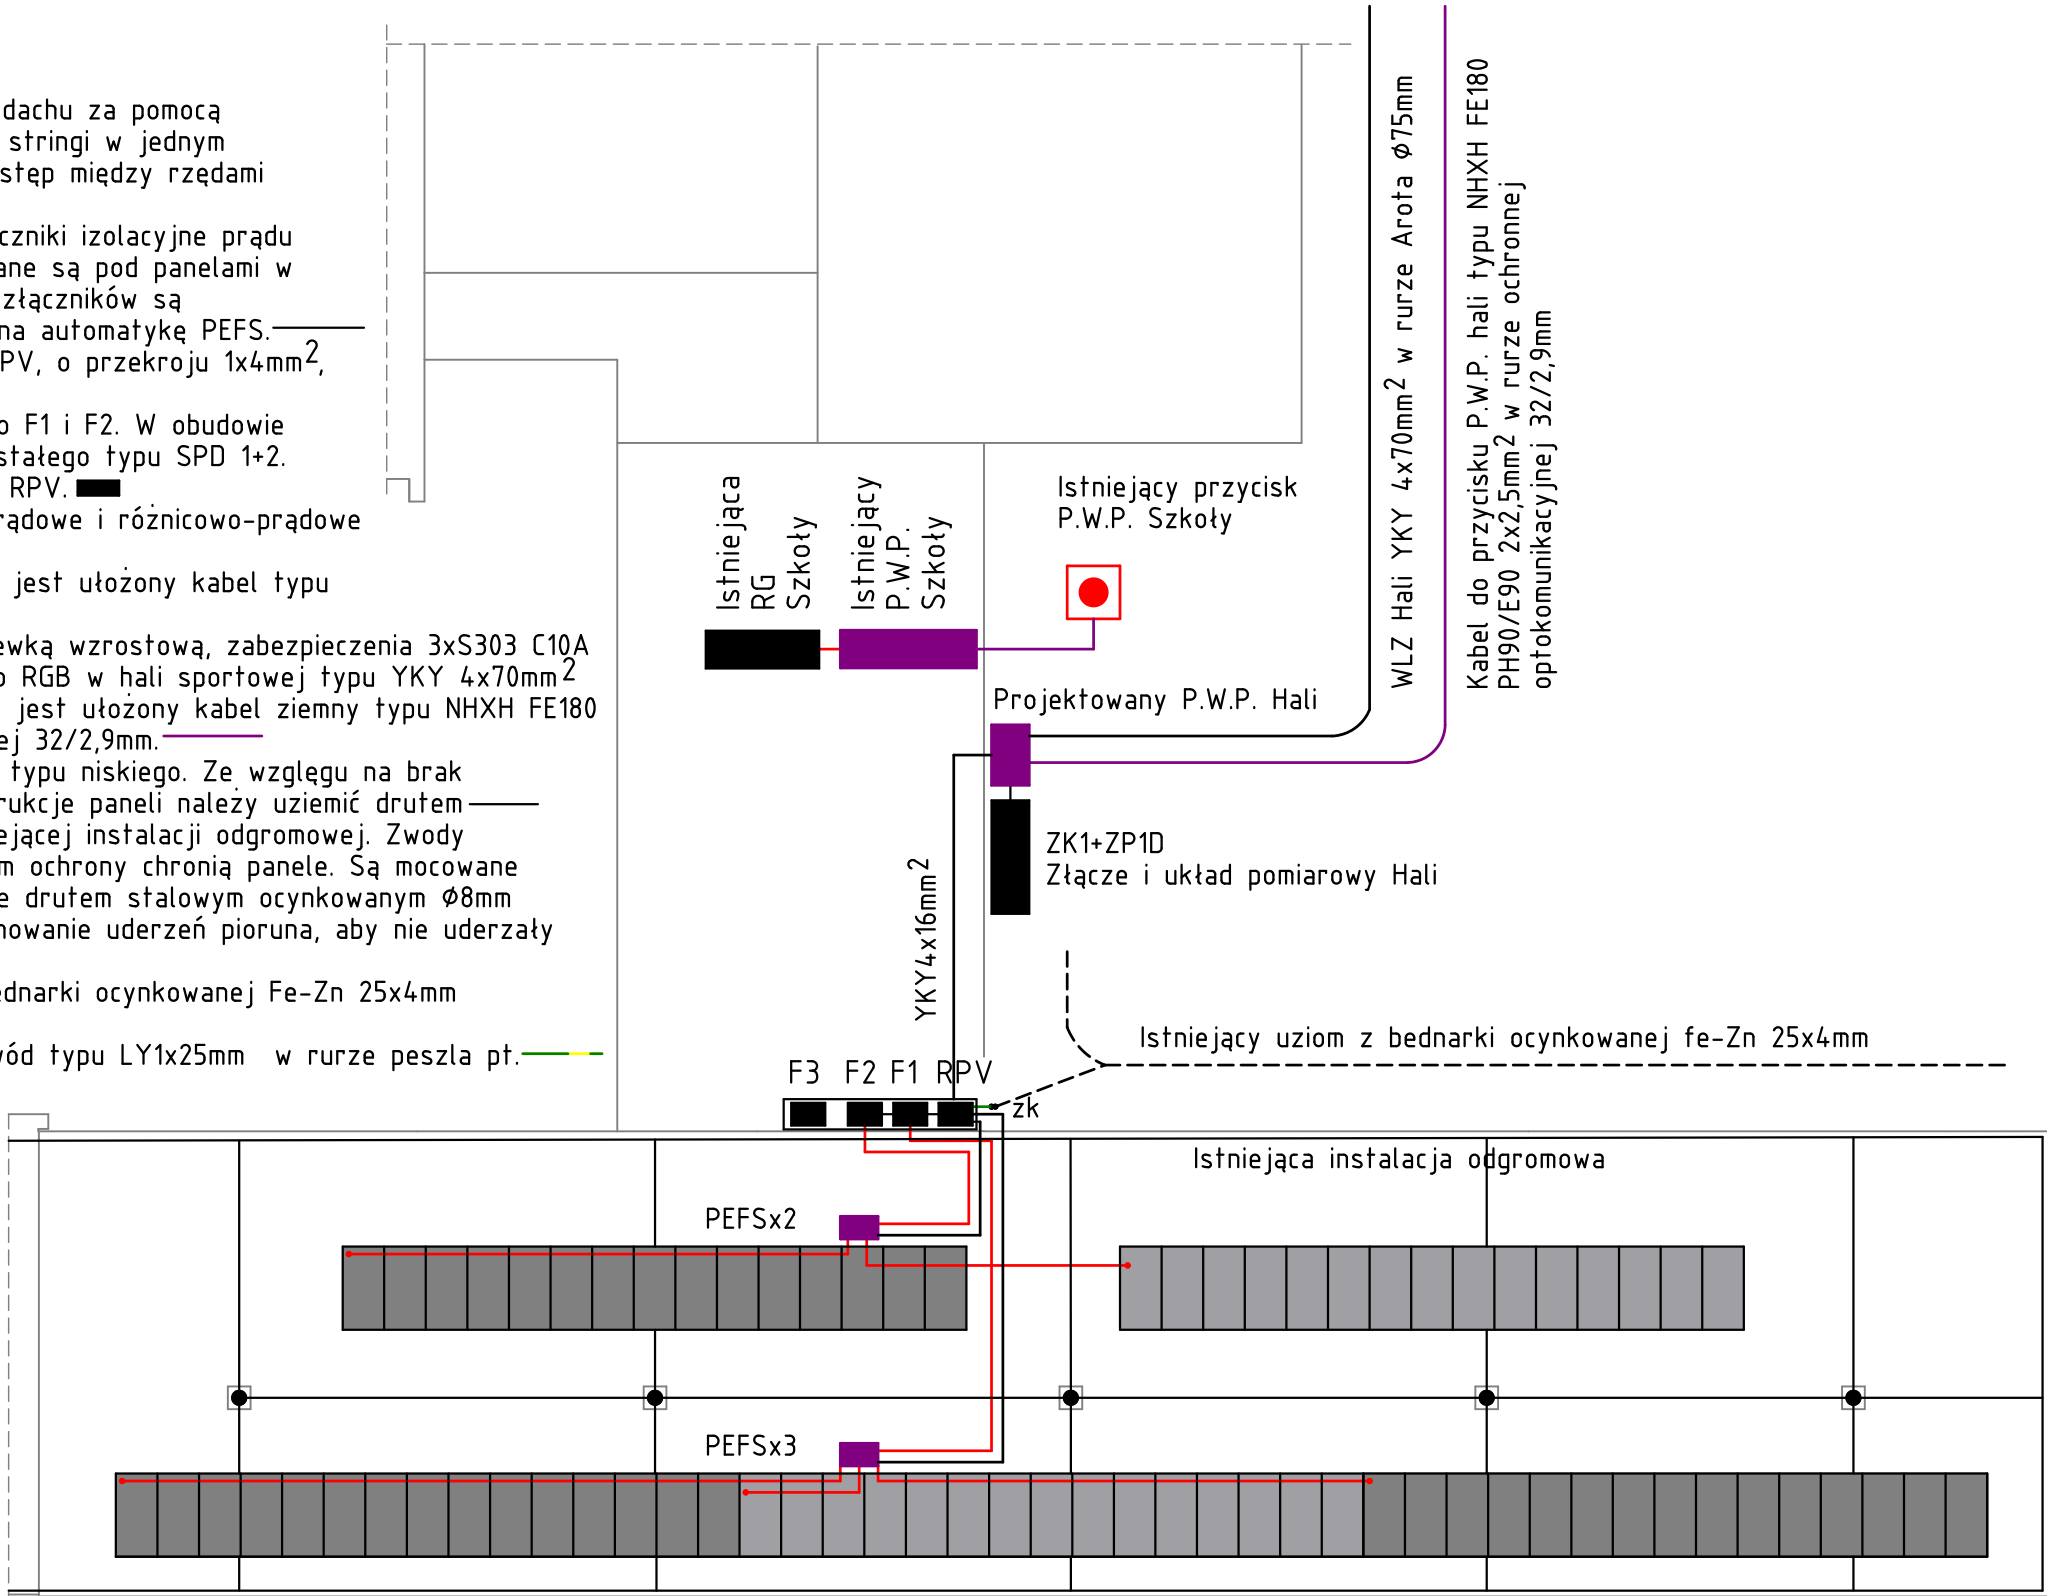 dachu za pomocą
stringi w jednym
stęp między rzędami
czniki izolacyjne prądu
ane są pod panelami w
złączników są
na automatykę PEFS.
PV, o przekroju 1x4mm²,
o F1 i F2. W obudowie
stałego typu SPD 1+2.
RPV.
rądowe i różnicowo-prądowe
jest ułożony kabel typu
ewką wzrostową, zabezpieczenia 3xS303 C10A
o RGB w hali sportowej typu YKY 4x70mm²
jest ułożony kabel ziemny typu NHXH FE180
ej 32/2,9mm.
typu niskiego. Ze względu na brak
rukcje paneli należy uziemić drutem
ejącej instalacji odgromowej. Zwody
m ochrony chronią panele. Są mocowane
e drutem stalowym ocynkowanym Ø8mm
mowanie uderzeń pioruna, aby nie uderzały
ednarki ocynkowanej Fe-Zn 25x4mm
wód typu LY1x25mm w rurze peszla pt.
Istniejąca
RG
Szkoły
Istniejący
P.W.P.
Szkoły
Istniejący przycisk
P.W.P. Szkoły
WLZ Hali YKY 4x70mm² w rurze Arota Ø75mm
Kabel do przycisku P.W.P. hali typu NHXH FE180
PH90/E90 2x2,5mm² w rurze ochronnej
optokomunikacyjnej 32/2,9mm
Projektowany P.W.P. Hali
ZK1+ZP1D
Złącze i układ pomiarowy Hali
YKY4x16mm²
Istniejący uziom z bednarki ocynkowanej fe-Zn 25x4mm
F3 F2 F1 RPV
zk
Istniejąca instalacja odgromowa
PEFSx2
PEFSx3